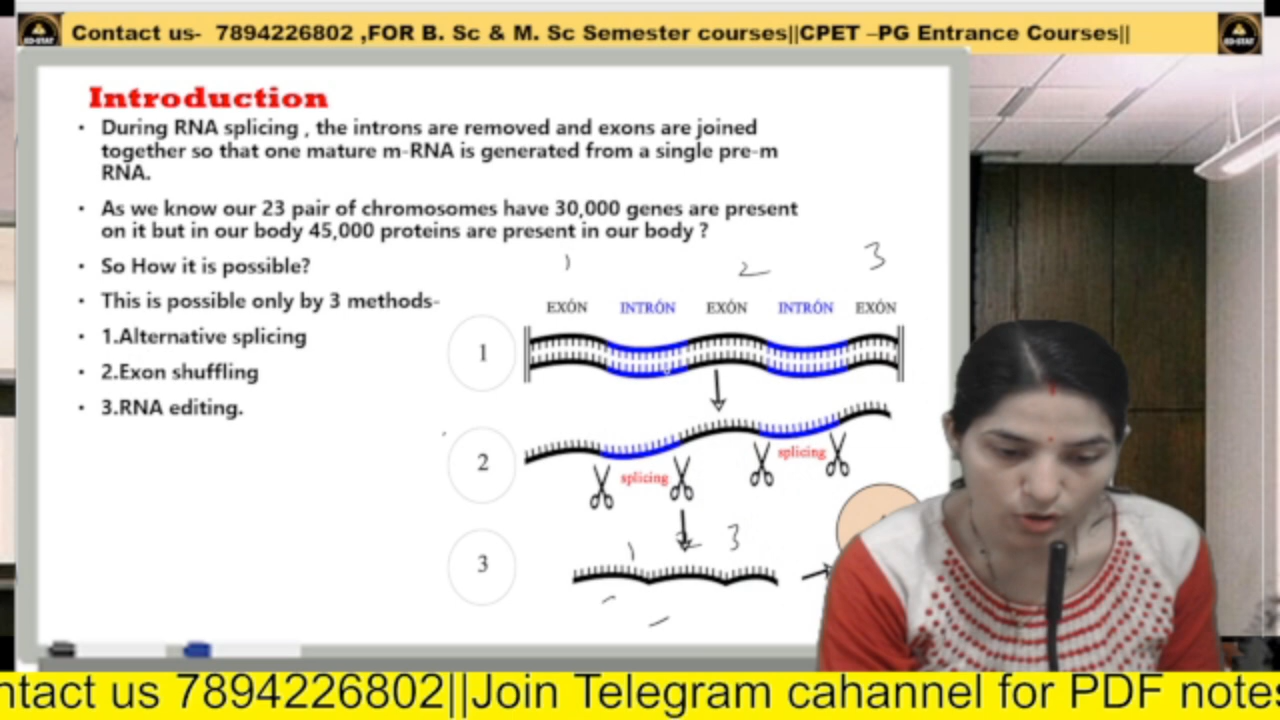 Contact us- 7894226802 ,FOR B. Sc & M. Sc Semester courses||CPET –PG Entrance Courses||
ED-STAT
ED-STAT
Introduction
• During RNA splicing , the introns are removed and exons are joined
together so that one mature m-RNA is generated from a single pre-m
RNA.
• As we know our 23 pair of chromosomes have 30,000 genes are present
on it but in our body 45,000 proteins are present in our body ?
• So How it is possible?
• This is possible only by 3 methods-
• 1.Alternative splicing
• 2.Exon shuffling
• 3.RNA editing.
1 2 3
EXÓN INTRÓN EXÓN INTRÓN EXÓN
1
2
splicing splicing
3
1 2 3
ntact us 7894226802||Join Telegram cahannel for PDF notes